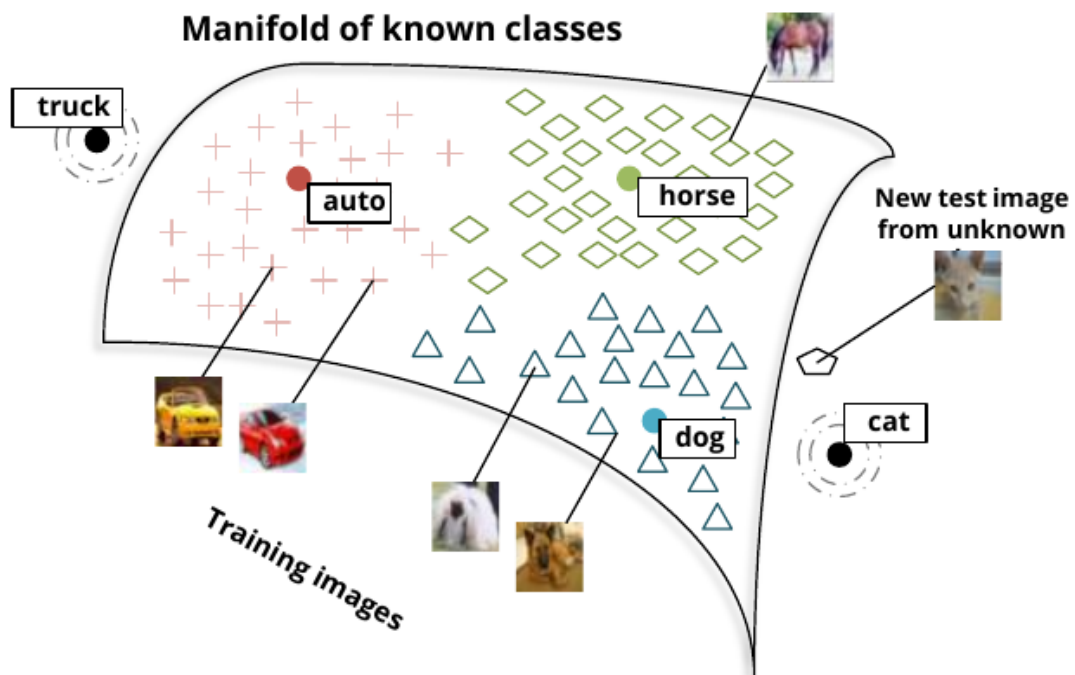 Manifold of known classes
truck
auto
horse
New test image
from unknown
cat
dog
Training images